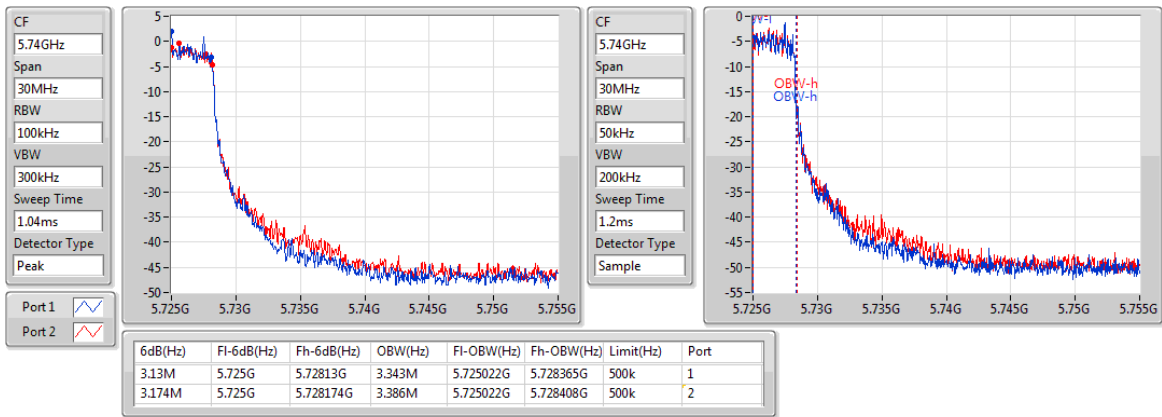 CF
5.74GHz
Span
30MHz
RBW
100kHz
VBW
300kHz
Sweep Time
1.04ms
Detector Type
Peak
Port 1
Port 2
5
0
-5
-10
-15
-20
-25
-30
-35
-40
-45
-50
5.725G 5.73G 5.735G 5.74G 5.745G 5.75G 5.755G
CF
5.74GHz
Span
30MHz
RBW
50kHz
VBW
200kHz
Sweep Time
1.2ms
Detector Type
Sample
0
-5
-10
-15
-20
-25
-30
-35
-40
-45
-50
-55
OBW-h
OBW-h
5.725G 5.73G 5.735G 5.74G 5.745G 5.75G 5.755G
6dB(Hz) Fl-6dB(Hz) Fh-6dB(Hz) OBW(Hz) Fl-OBW(Hz) Fh-OBW(Hz) Limit(Hz) Port
3.13M 5.725G 5.72813G 3.343M 5.725022G 5.728365G 500k 1
3.174M 5.725G 5.728174G 3.386M 5.725022G 5.728408G 500k 2